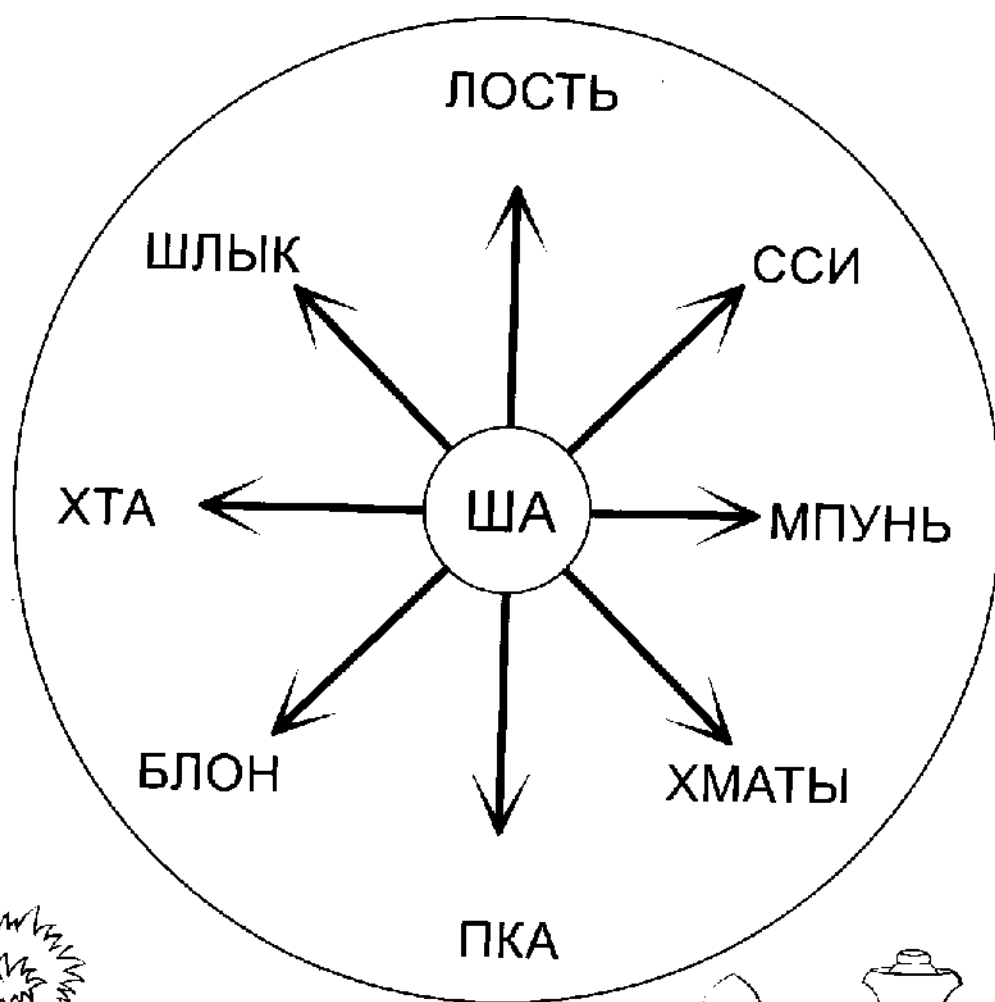 ЛОСТЬ
ШЛЫК
ССИ
ХТА
ША
МПУНЬ
БЛОН
ХМАТЫ
ПКА